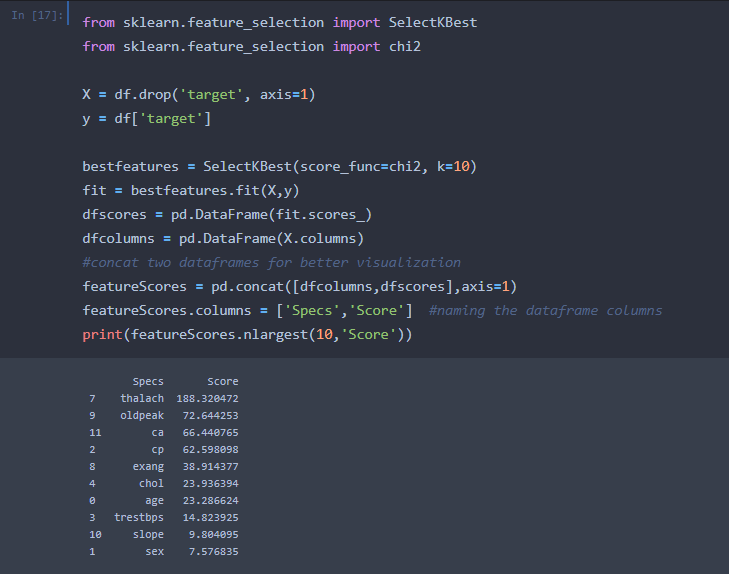 In [17]:
from sklearn.feature_selection import SelectKBest
from sklearn.feature_selection import chi2
X = df.drop('target', axis=1)
y = df['target']
bestfeatures = SelectKBest(score_func=chi2, k=10)
fit = bestfeatures.fit(X,y)
dfscores = pd.DataFrame(fit.scores_)
dfcolumns = pd.DataFrame(X.columns)
#concat two dataframes for better visualization
featureScores = pd.concat([dfcolumns,dfscores],axis=1)
featureScores.columns = ['Specs','Score']  #naming the dataframe columns
print(featureScores.nlargest(10,'Score'))
Specs Score
7 thalach 188.320472
9 oldpeak 72.644253
11 ca 66.440765
2 cp 62.598098
8 exang 38.914377
4 chol 23.936394
0 age 23.286624
3 trestbps 14.823925
10 slope 9.804095
1 sex 7.576835